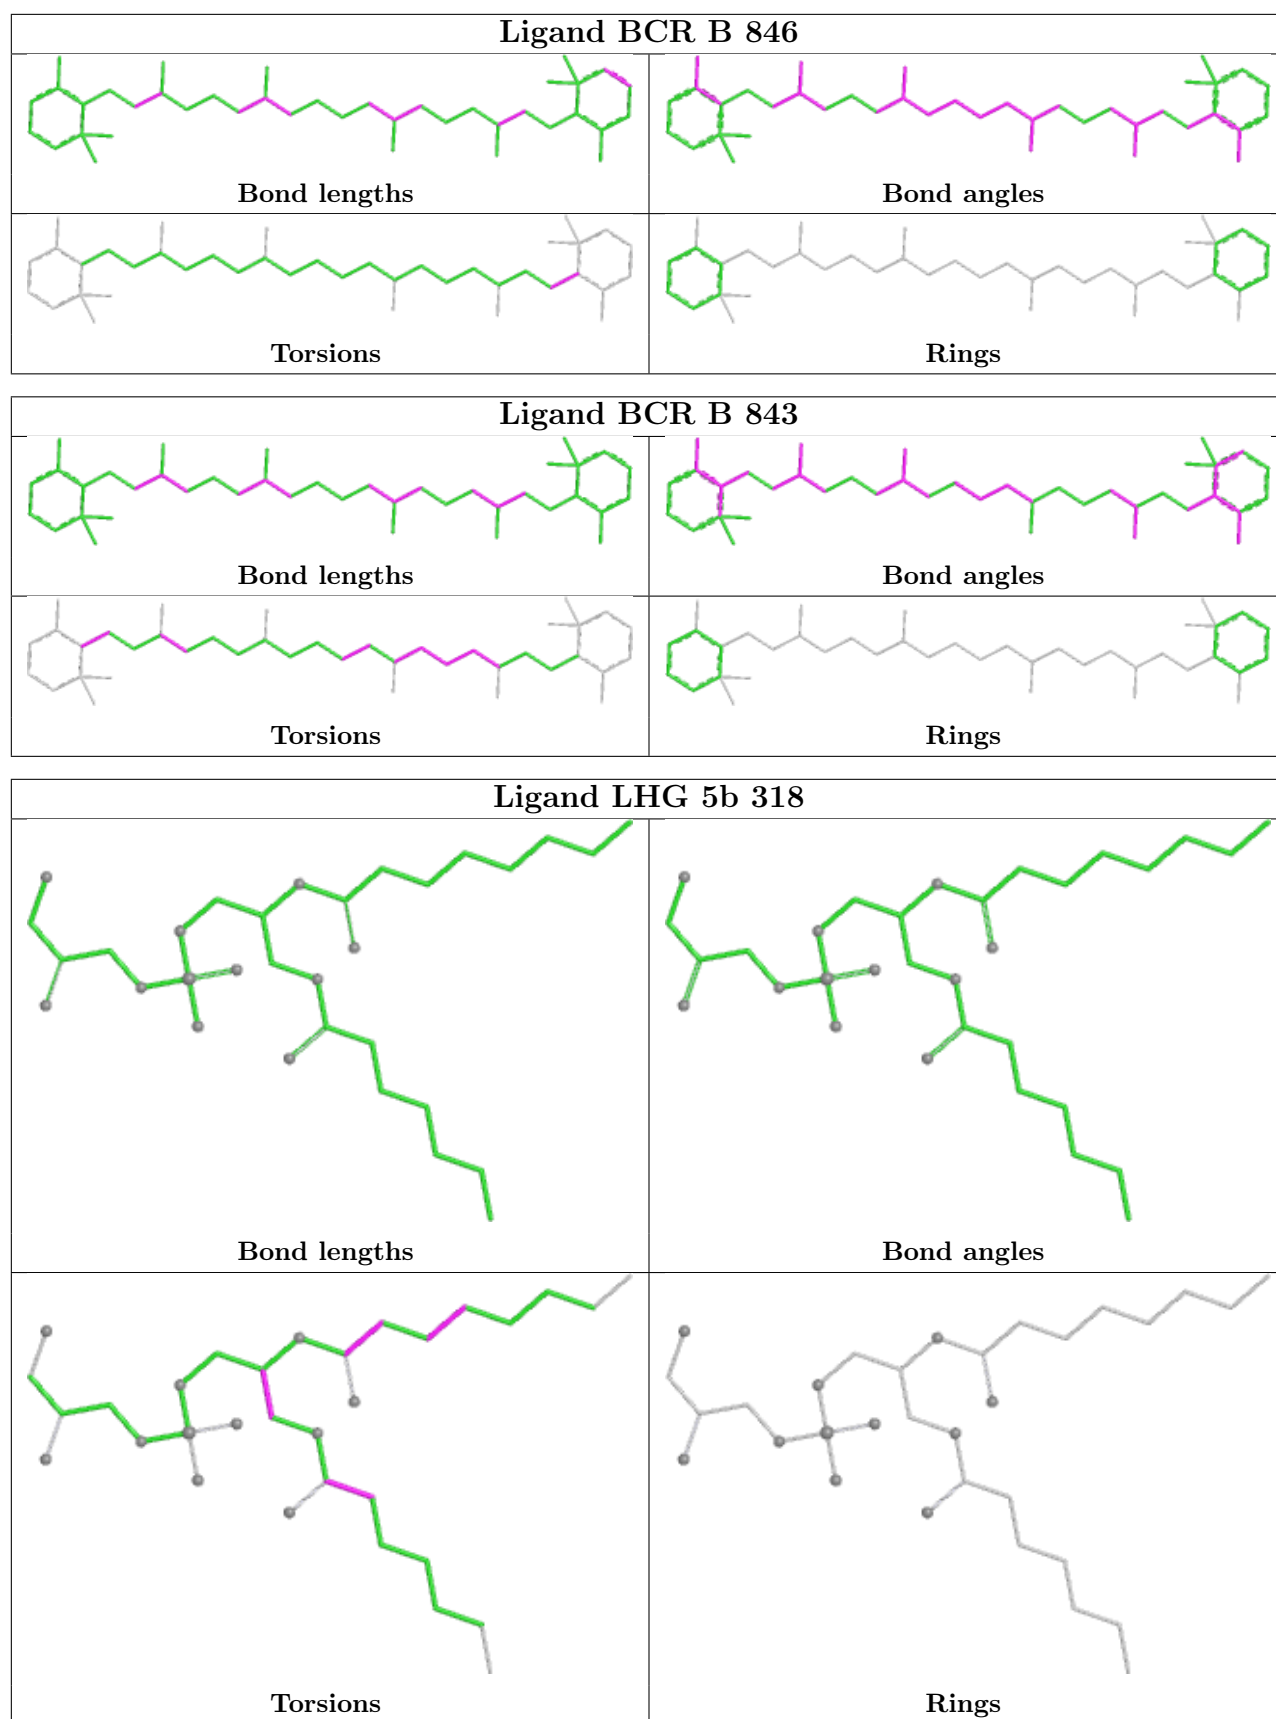 Ligand BCR B 846
Bond lengths
Bond angles
Torsions
Rings
Ligand BCR B 843
Bond lengths
Bond angles
Torsions
Rings
Ligand LHG 5b 318
Bond lengths
Bond angles
Torsions
Rings